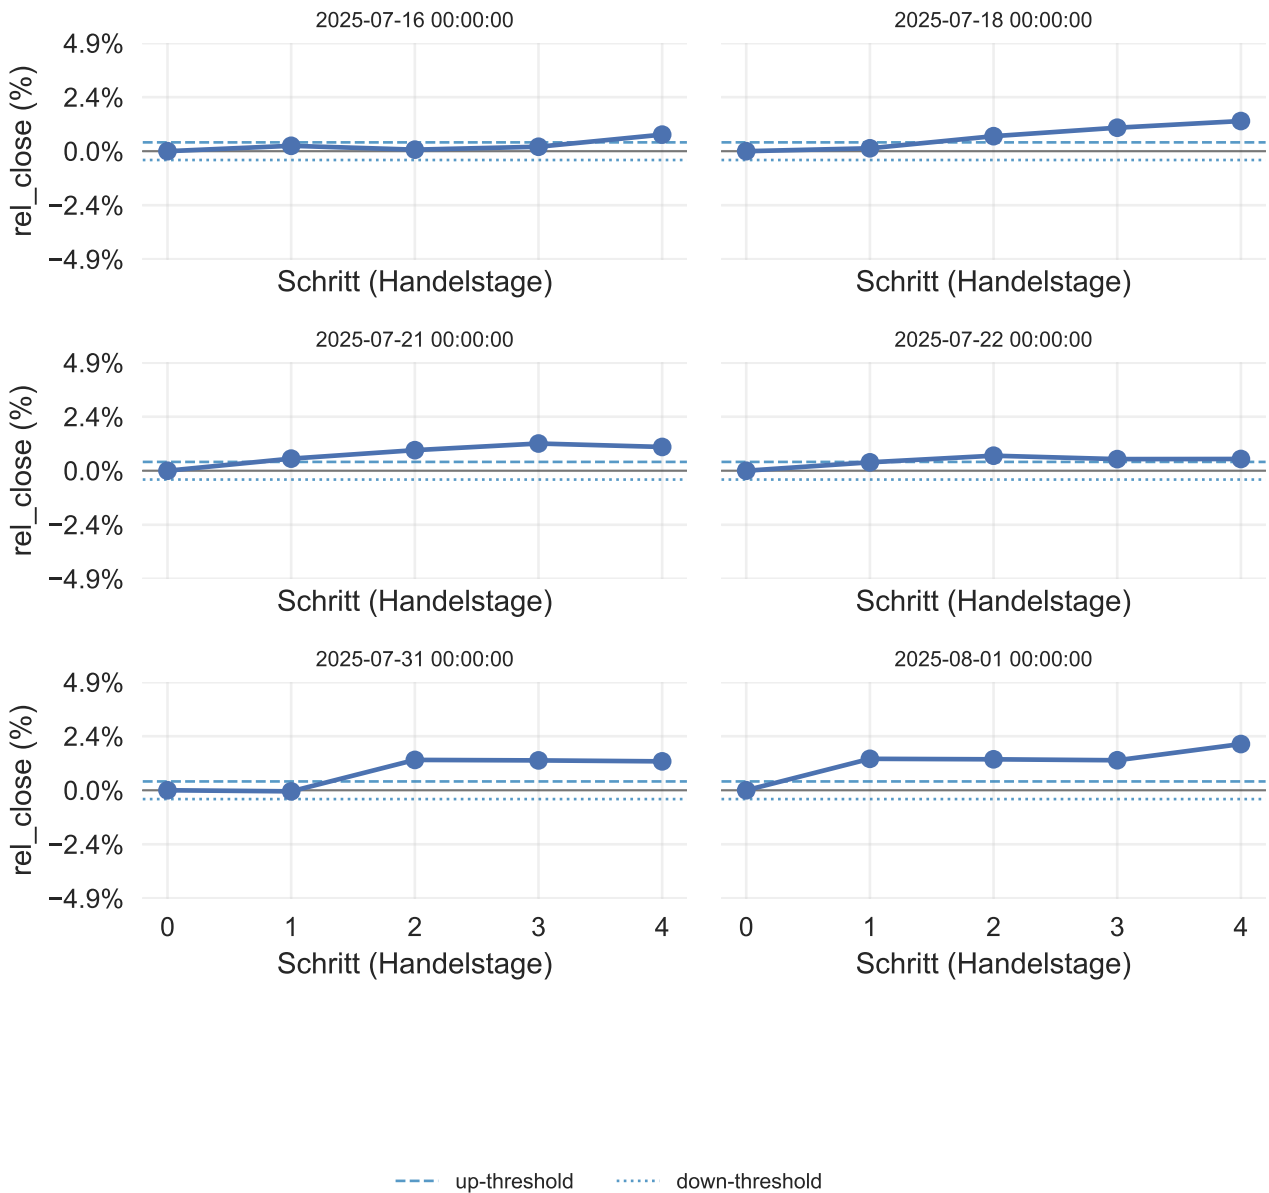 2025-07-16 00:00:00
2025-07-18 00:00:00
4.9%
2.4%
0.0%
−2.4%
−4.9%
rel_close (%)
Schritt (Handelstage)
Schritt (Handelstage)
2025-07-21 00:00:00
2025-07-22 00:00:00
4.9%
2.4%
0.0%
−2.4%
−4.9%
rel_close (%)
Schritt (Handelstage)
Schritt (Handelstage)
2025-07-31 00:00:00
2025-08-01 00:00:00
4.9%
2.4%
0.0%
−2.4%
−4.9%
rel_close (%)
0 1 2 3 4
0 1 2 3 4
Schritt (Handelstage)
Schritt (Handelstage)
up-threshold
down-threshold